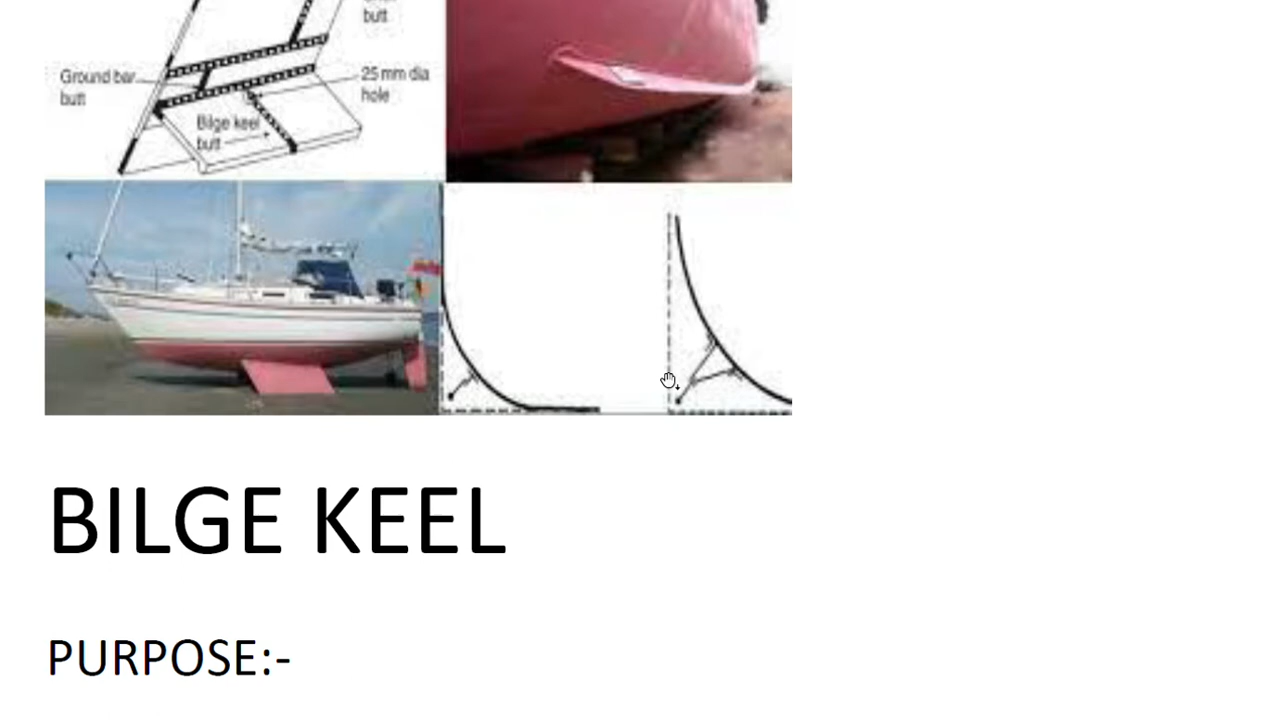 butt
Ground bar
butt
25 mm dia
hole
Bilge keel
butt
BILGE KEEL
PURPOSE:-